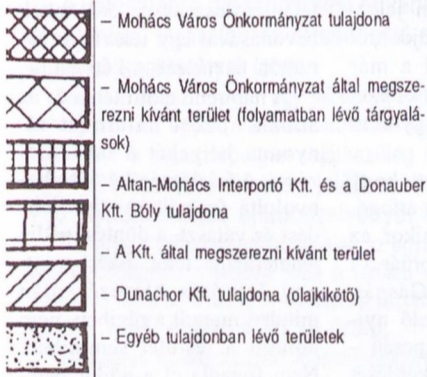 – Mohács Város Önkormányzat tulajdona
– Mohács Város Önkormányzat által megsze-
rezni kívánt terület (folyamatban lévő tárgyalá-
sok)
– Altan-Mohács Interportó Kft. és a Donauber
Kft. Bóly tulajdona
– A Kft. által megszerezni kívánt terület
– Dunachor Kft. tulajdona (olajkikötő)
– Egyéb tulajdonban lévő területek